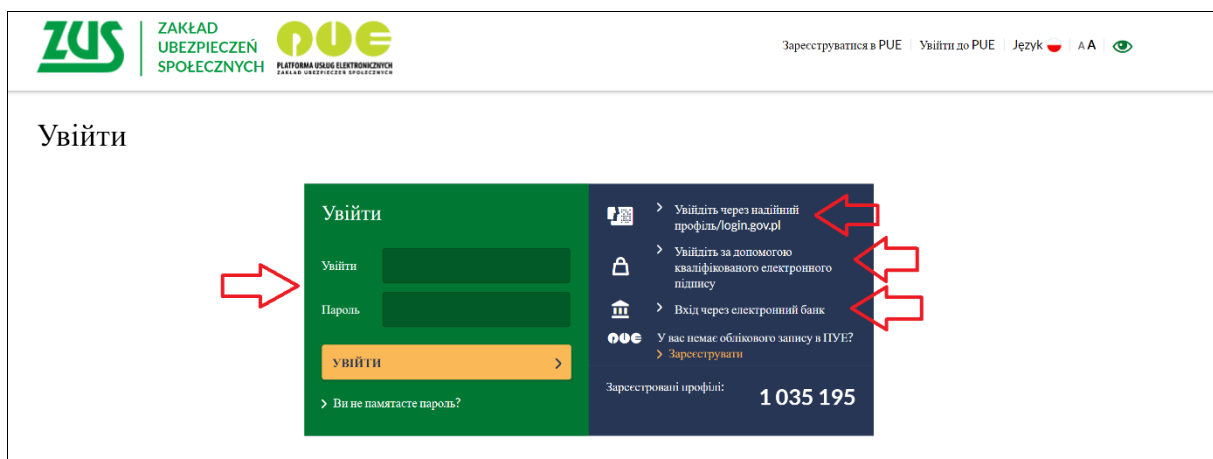 ZUS
ZAKŁAD
UBEZPIECZEŃ
SPOŁECZNYCH
PUE
PLATFORMA USŁUG ELEKTRONICZNYCH
ZAKŁAD UBEZPIECZEŃ SPOŁECZNYCH
Зареєструватися в PUE
Увійти до PUE
Język
A A
Увійти
Увійти
Увійти
Пароль
УВІЙТИ
Ви не памятаєте пароль?
Увійдіть через надійний
профіль/login.gov.pl
Увійдіть за допомогою
кваліфікованого електронного
підпису
Вхід через електронний банк
PUE
У вас немає облікового запису в ПУЕ?
Зареєструвати
Зареєстровані профілі:
1 035 195